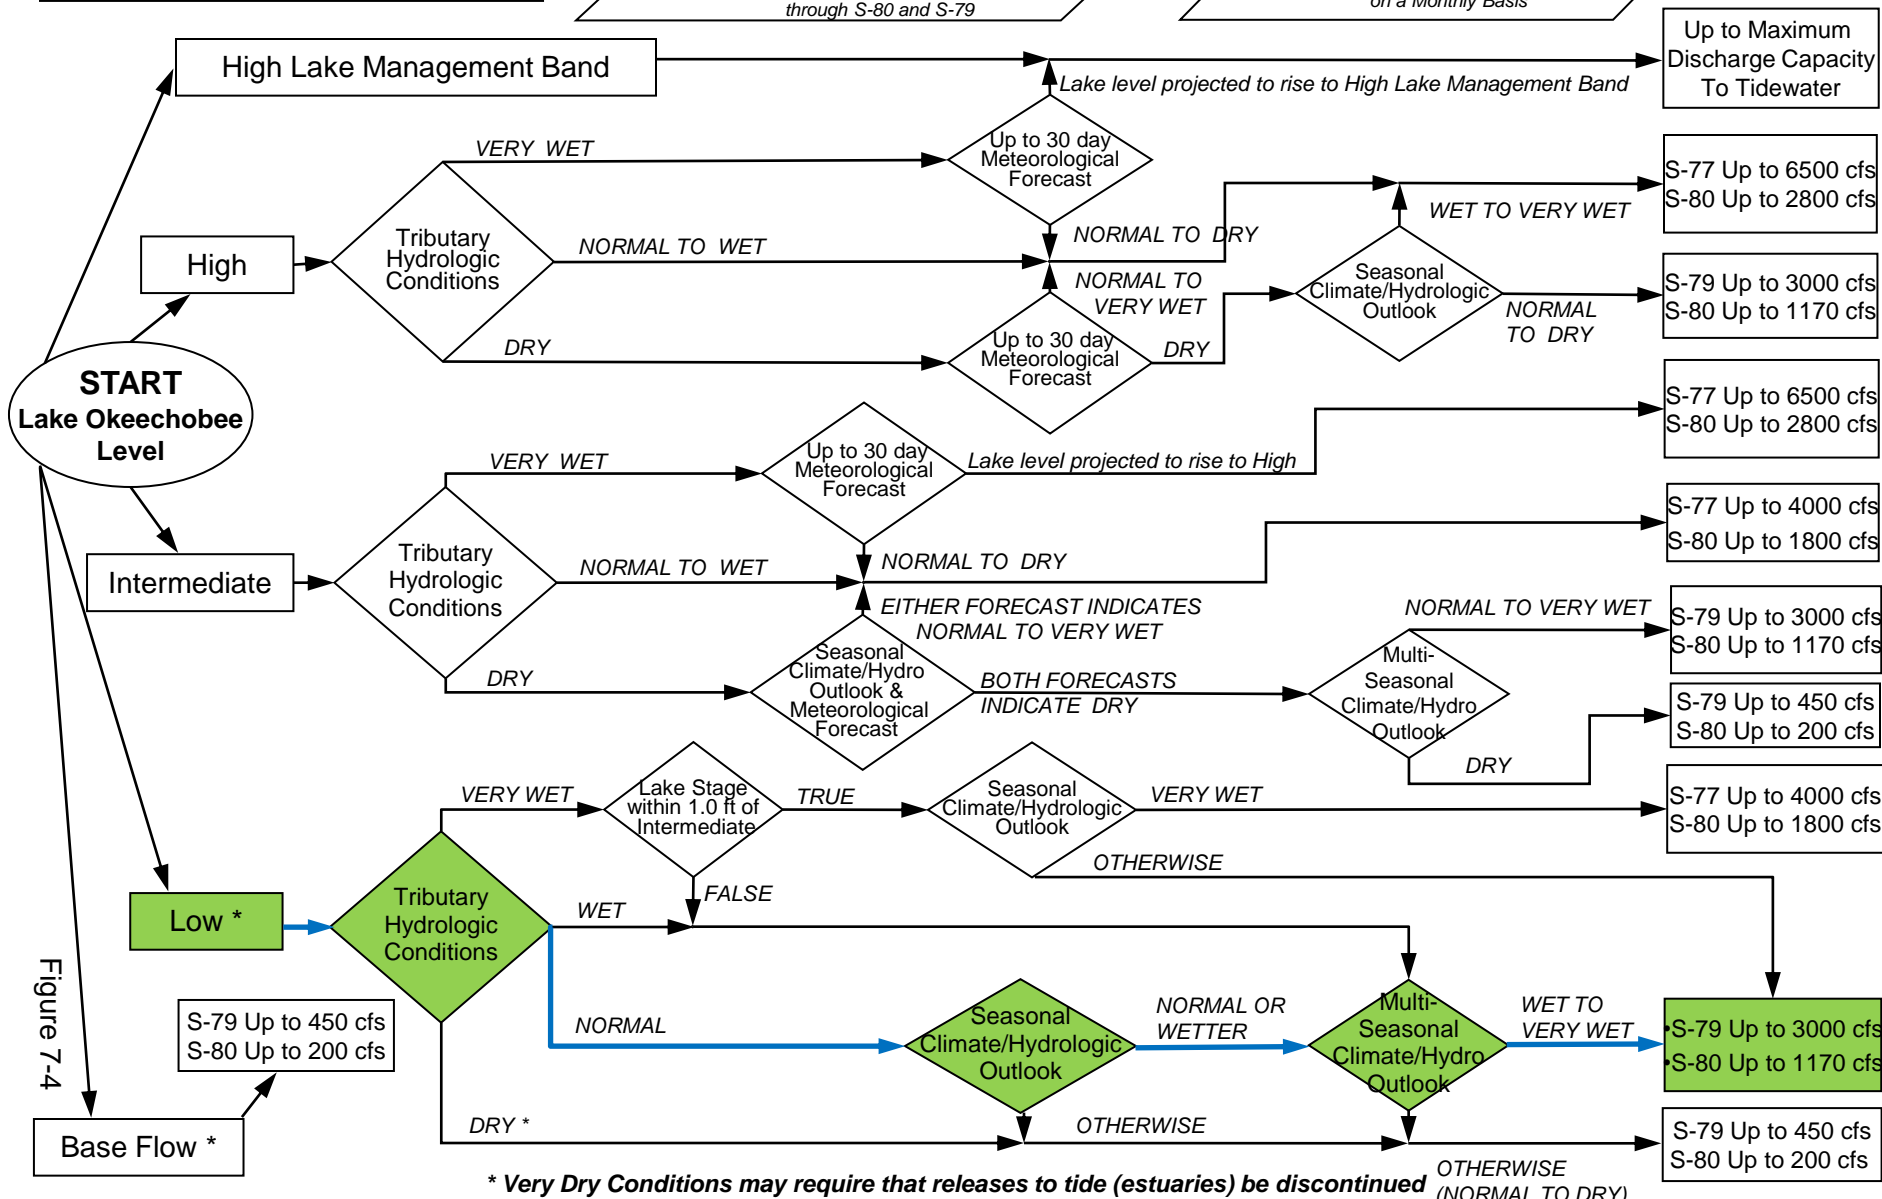 through S-80 and S-79
on a Monthly Basis
Up to Maximum
Discharge Capacity
To Tidewater
High Lake Management Band
Lake level projected to rise to High Lake Management Band
VERY WET
Up to 30 day
Meteorological
Forecast
S-77 Up to 6500 cfs
S-80 Up to 2800 cfs
WET TO VERY WET
High
Tributary
Hydrologic
Conditions
NORMAL TO WET
NORMAL TO DRY
NORMAL TO
VERY WET
Seasonal
Climate/Hydrologic
Outlook
NORMAL
TO DRY
S-79 Up to 3000 cfs
S-80 Up to 1170 cfs
DRY
Up to 30 day
Meteorological
Forecast
DRY
START
Lake Okeechobee
Level
S-77 Up to 6500 cfs
S-80 Up to 2800 cfs
VERY WET
Up to 30 day
Meteorological
Forecast
Lake level projected to rise to High
S-77 Up to 4000 cfs
S-80 Up to 1800 cfs
Intermediate
Tributary
Hydrologic
Conditions
NORMAL TO WET
NORMAL TO DRY
EITHER FORECAST INDICATES
NORMAL TO VERY WET
NORMAL TO VERY WET
S-79 Up to 3000 cfs
S-80 Up to 1170 cfs
DRY
Seasonal
Climate/Hydro
Outlook &
Meteorological
Forecast
BOTH FORECASTS
INDICATE DRY
Multi-
Seasonal
Climate/Hydro
Outlook
DRY
S-79 Up to 450 cfs
S-80 Up to 200 cfs
VERY WET
Lake Stage
within 1.0 ft of
Intermediate
TRUE
Seasonal
Climate/Hydrologic
Outlook
VERY WET
S-77 Up to 4000 cfs
S-80 Up to 1800 cfs
OTHERWISE
FALSE
Low *
Tributary
Hydrologic
Conditions
WET
NORMAL
Seasonal
Climate/Hydrologic
Outlook
NORMAL OR
WETTER
Multi-
Seasonal
Climate/Hydro
Outlook
WET TO
VERY WET
•S-79 Up to 3000 cfs
•S-80 Up to 1170 cfs
Figure 7-4
S-79 Up to 450 cfs
S-80 Up to 200 cfs
Base Flow *
DRY *
OTHERWISE
S-79 Up to 450 cfs
S-80 Up to 200 cfs
* Very Dry Conditions may require that releases to tide (estuaries) be discontinued
OTHERWISE
(NORMAL TO DRY)